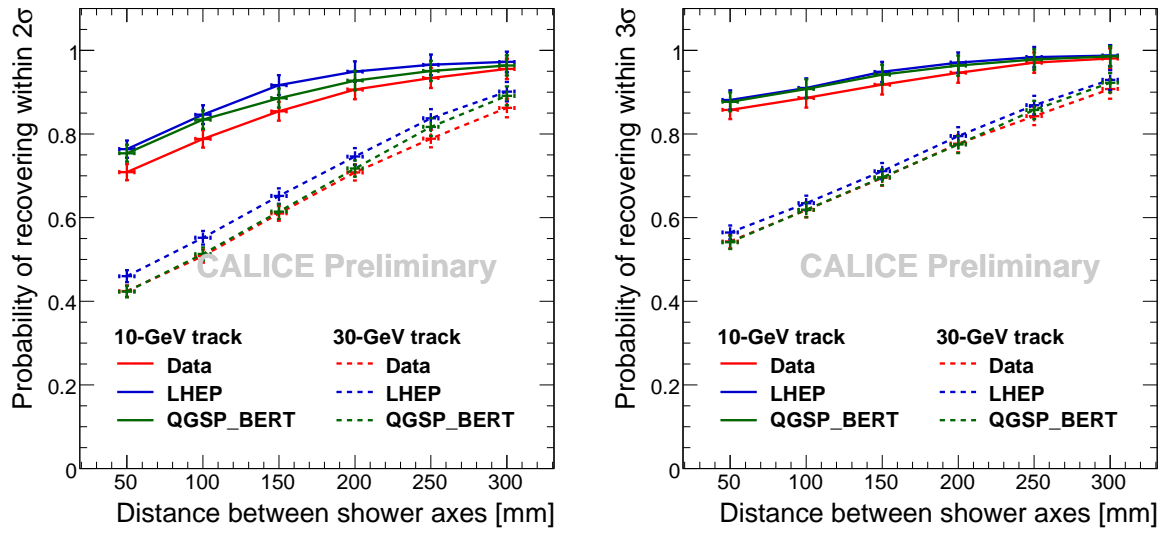 Probability of recovering within 2σ
1
0.8
0.6
0.4
0.2
0
CALICE Preliminary
10-GeV track 30-GeV track
Data Data
LHEP LHEP
QGSP_BERT QGSP_BERT
50 100 150 200 250 300
Distance between shower axes [mm]
Probability of recovering within 3σ
1
0.8
0.6
0.4
0.2
0
CALICE Preliminary
10-GeV track 30-GeV track
Data Data
LHEP LHEP
QGSP_BERT QGSP_BERT
50 100 150 200 250 300
Distance between shower axes [mm]